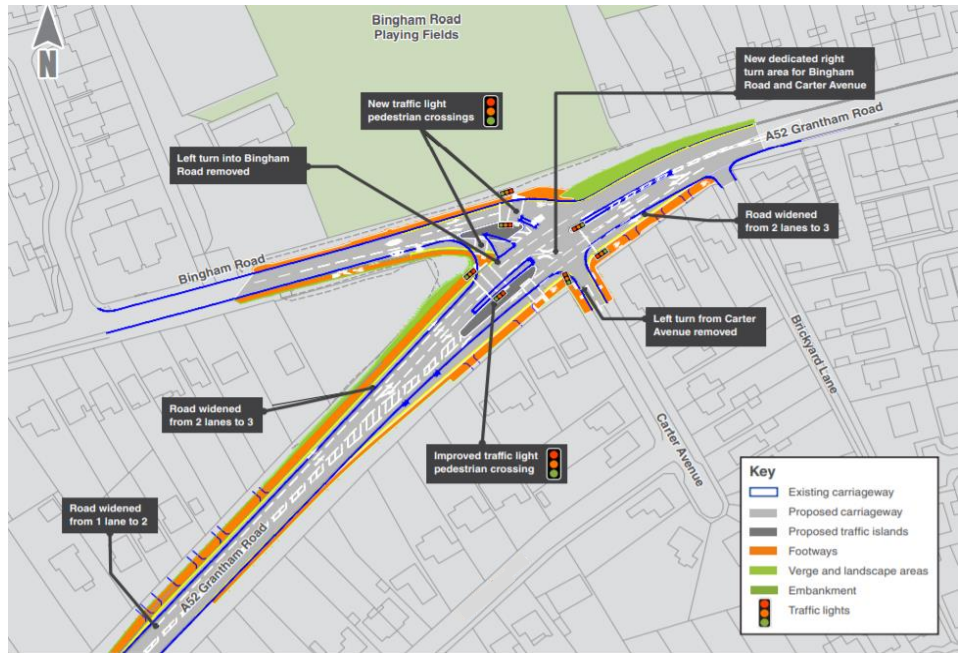 N
Bingham Road
Playing Fields
New dedicated right
turn area for Bingham
Road and Carter Avenue
New traffic light
pedestrian crossings
A52 Grantham Road
Left turn into Bingham
Road removed
Road widened
from 2 lanes to 3
Bingham Road
Left turn from Carter
Avenue removed
Brickyard Lane
Road widened
from 2 lanes to 3
Carter Avenue
Improved traffic light
pedestrian crossing
Road widened
from 1 lane to 2
A52 Grantham Road
Key
Existing carriageway
Proposed carriageway
Proposed traffic islands
Footways
Verge and landscape areas
Embankment
Traffic lights